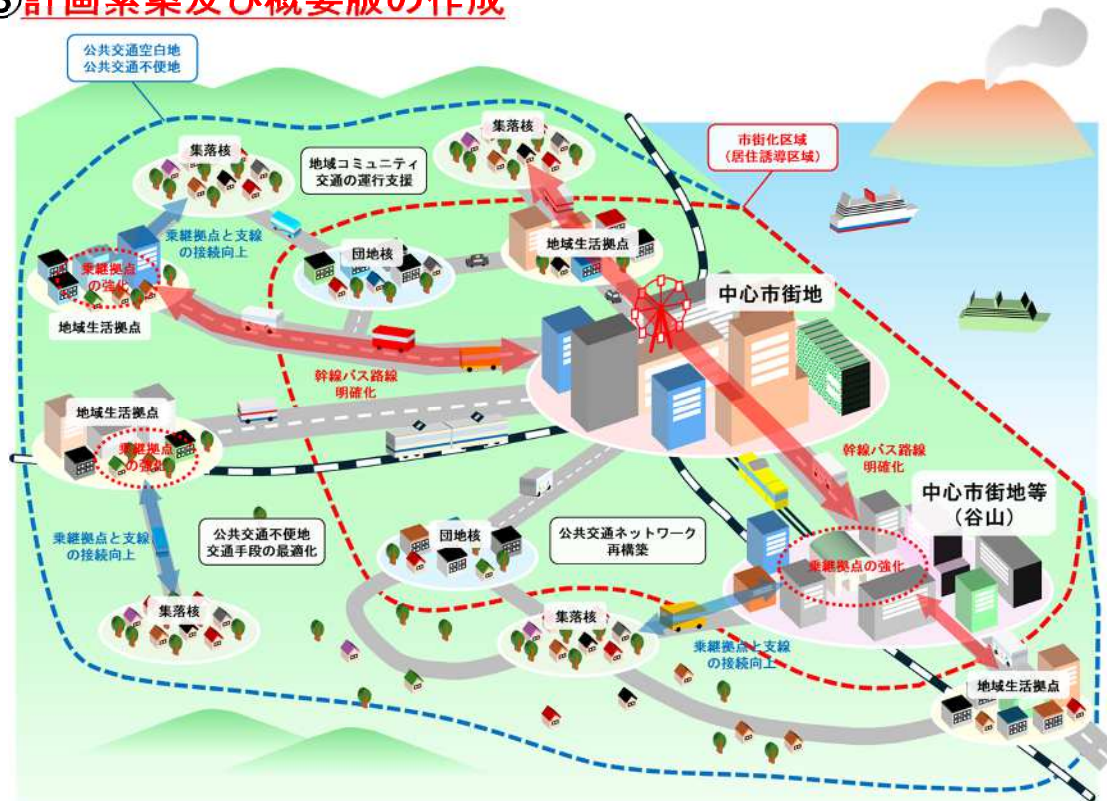 計画素案及び概要版の作成
公共交通空白地
公共交通不便地
集落核
集落核
地域コミュニティ
交通の運行支援
市街化区域
（居住誘導区域）
乗継拠点と支線
の接続向上
団地核
地域生活拠点
乗継拠点
の強化
地域生活拠点
中心市街地
幹線バス路線
明確化
地域生活拠点
乗継拠点
の強化
幹線バス路線
明確化
中心市街地等
（谷山）
乗継拠点と支線
の接続向上
公共交通不便地
交通手段の最適化
団地核
公共交通ネットワーク
再構築
乗継拠点の強化
集落核
集落核
乗継拠点と支線
の接続向上
地域生活拠点